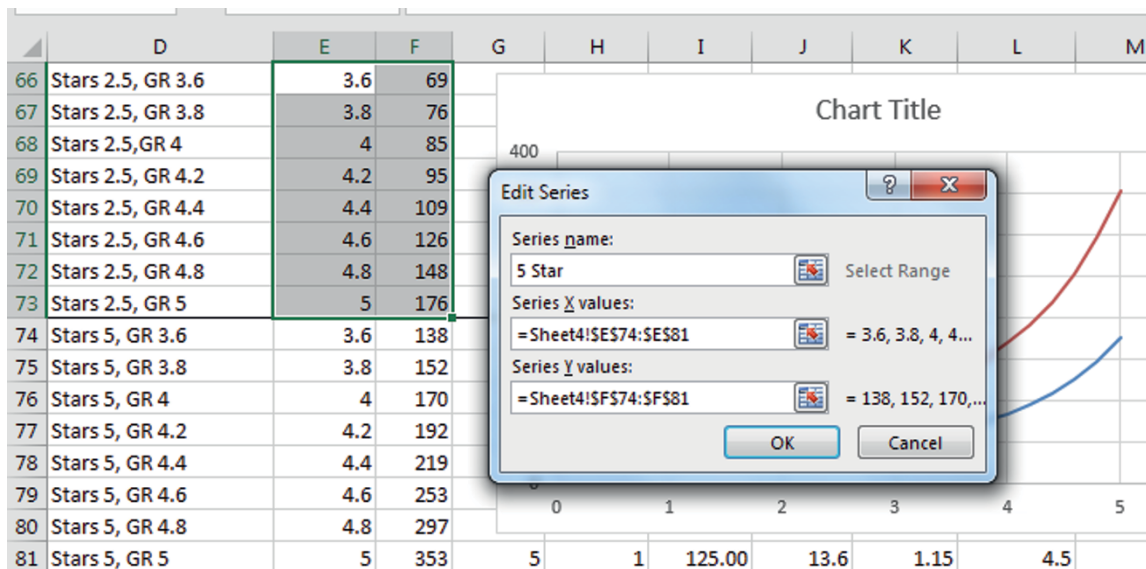 D E F G H I J K L M
66 Stars 2.5, GR 3.6 3.6 69
67 Stars 2.5, GR 3.8 3.8 76
68 Stars 2.5,GR 4 4 85
69 Stars 2.5, GR 4.2 4.2 95
70 Stars 2.5, GR 4.4 4.4 109
71 Stars 2.5, GR 4.6 4.6 126
72 Stars 2.5, GR 4.8 4.8 148
73 Stars 2.5, GR 5 5 176
74 Stars 5, GR 3.6 3.6 138
75 Stars 5, GR 3.8 3.8 152
76 Stars 5, GR 4 4 170
77 Stars 5, GR 4.2 4.2 192
78 Stars 5, GR 4.4 4.4 219
79 Stars 5, GR 4.6 4.6 253
80 Stars 5, GR 4.8 4.8 297
81 Stars 5, GR 5 5 353 5 1 125.00 13.6 1.15 4.5
Chart Title
400
Edit Series
?
Series name:
5 Star Select Range
Series X values:
=Sheet4!$E$74:$E$81 = 3.6, 3.8, 4, 4...
Series Y values:
=Sheet4!$F$74:$F$81 = 138, 152, 170,...
OK Cancel
0
0 1 2 3 4 5